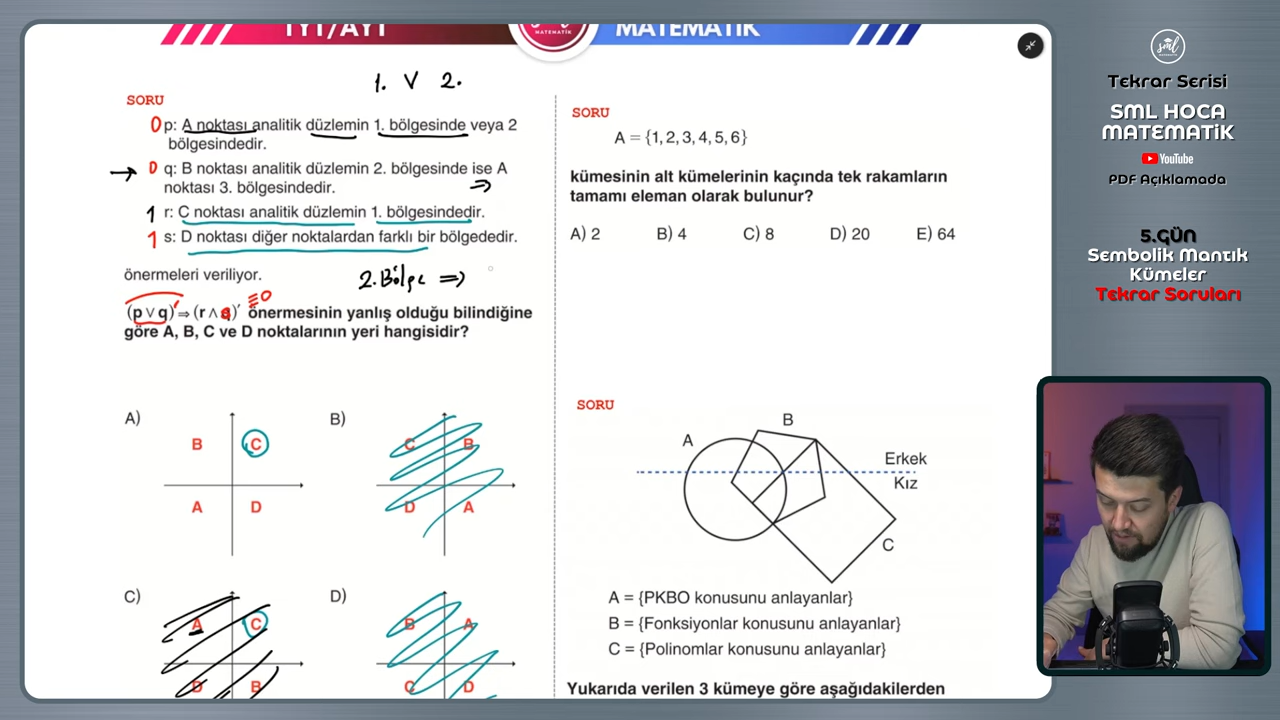 TYT/AYT
MATEMATİK
MATEMATİK
1. V 2.
SORU
0 p: A noktası analitik düzlemin 1. bölgesinde veya 2
bölgesindedir.
0 q: B noktası analitik düzlemin 2. bölgesinde ise A
noktası 3. bölgesindedir.
⇒
1 r: C noktası analitik düzlemin 1. bölgesindedir.
1 s: D noktası diğer noktalardan farklı bir bölgededir.
önermeleri veriliyor.
2. Bölge ⇒
≡0
(p ∨ q)' ⇒ (r ∧ q)' önermesinin yanlış olduğu bilindiğine
göre A, B, C ve D noktalarının yeri hangisidir?
A)
B C
A D
B)
C B
D A
C)
A C
D B
D)
B A
C D
SORU
A = {1, 2, 3, 4, 5, 6}
kümesinin alt kümelerinin kaçında tek rakamların
tamamı eleman olarak bulunur?
A) 2 B) 4 C) 8 D) 20 E) 64
SORU
A
B
Erkek
Kız
C
A = {PKBO konusunu anlayanlar}
B = {Fonksiyonlar konusunu anlayanlar}
C = {Polinomlar konusunu anlayanlar}
Yukarıda verilen 3 kümeye göre aşağıdakilerden
sml
Tekrar Serisi
SML HOCA
MATEMATİK
YouTube
PDF Açıklamada
5.GÜN
Sembolik Mantık
Kümeler
Tekrar Soruları